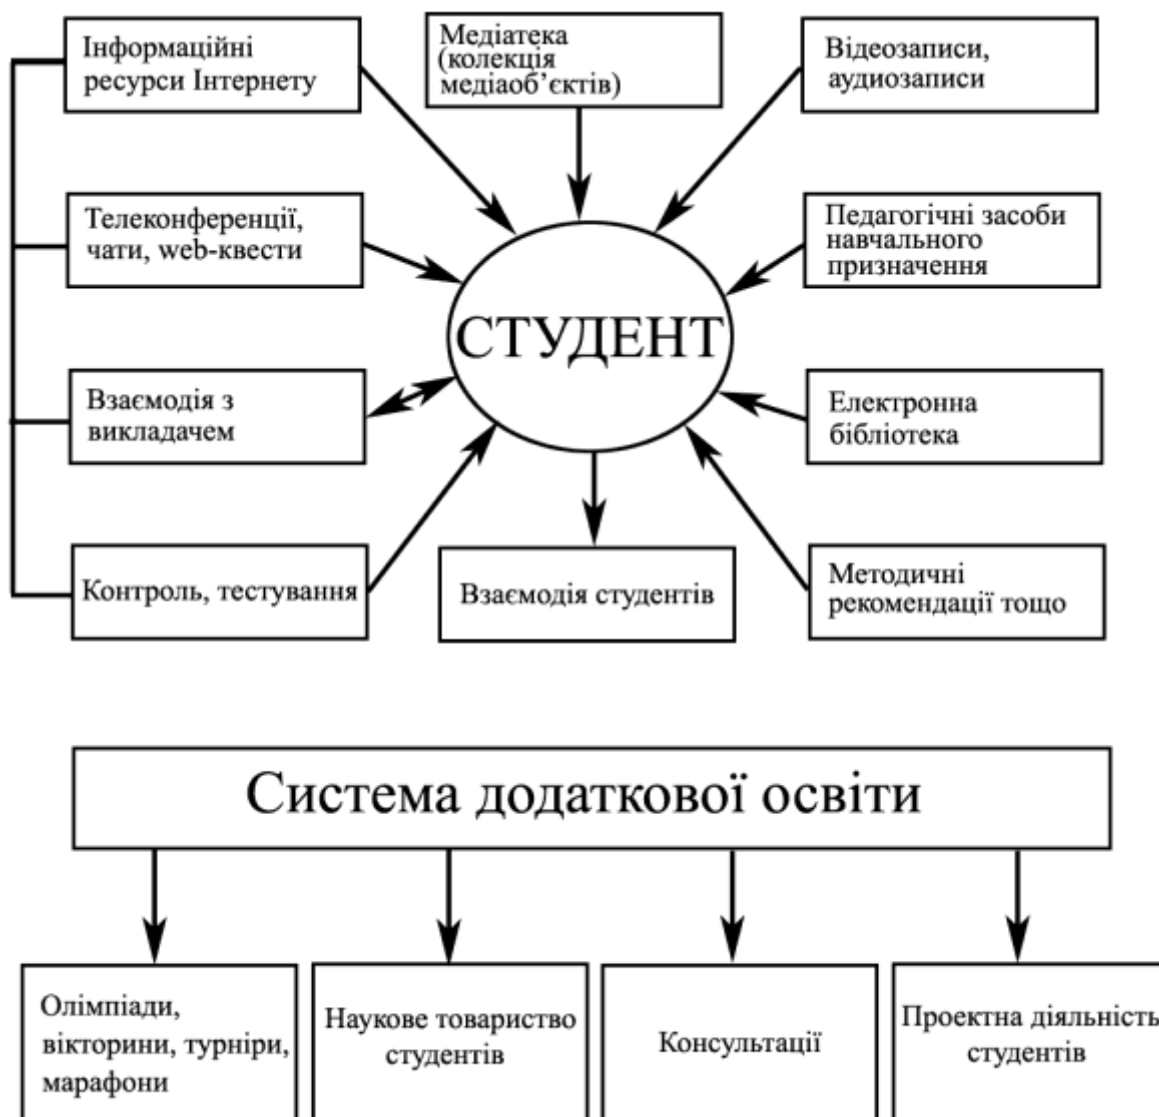 Інформаційні
ресурси Інтернету
Медіатека
(колекція
медіаоб’єктів)
Відеозаписи,
аудиозаписи
Телеконференції,
чати, web-квести
Педагогічні засоби
навчального
призначення
СТУДЕНТ
Взаємодія з
викладачем
Електронна
бібліотека
Контроль, тестування
Взаємодія студентів
Методичні
рекомендації тощо
Система додаткової освіти
Олімпіади,
вікторини, турніри,
марафони
Наукове товариство
студентів
Консультації
Проектна діяльність
студентів